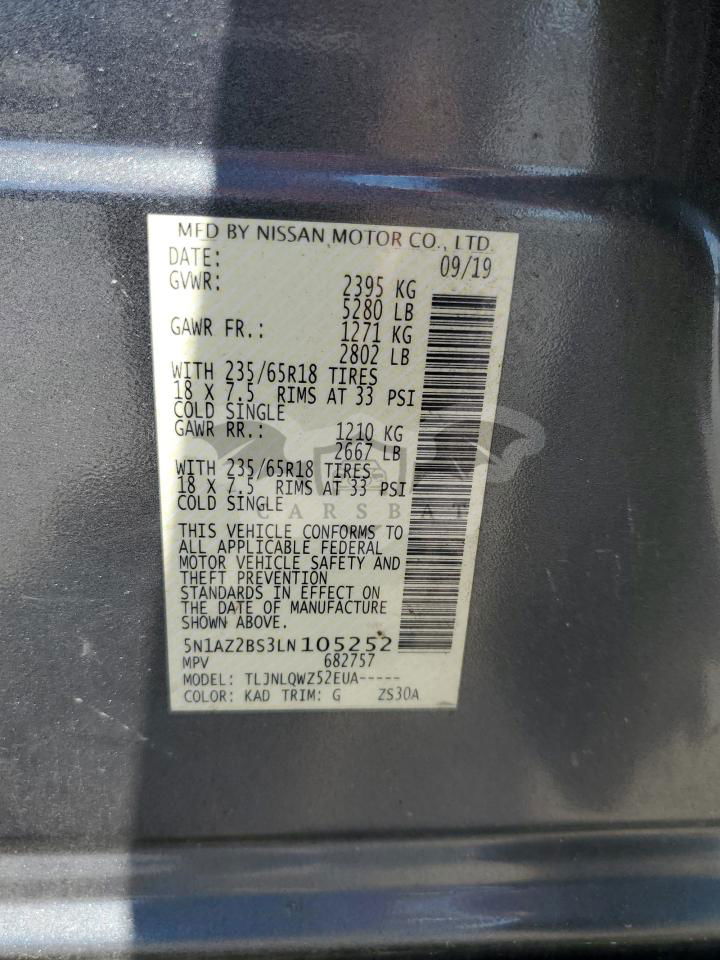 MFD BY NISSAN MOTOR CO., LTD.
DATE: 09/19
GVWR: 2395 KG
5280 LB
GAWR FR.: 1271 KG
2802 LB
WITH 235/65R18 TIRES
18 X 7.5 RIMS AT 33 PSI
COLD SINGLE
GAWR RR.: 1210 KG
2667 LB
WITH 235/65R18 TIRES
18 X 7.5 RIMS AT 33 PSI
COLD SINGLE
CARSBAT
THIS VEHICLE CONFORMS TO
ALL APPLICABLE FEDERAL
MOTOR VEHICLE SAFETY AND
THEFT PREVENTION
STANDARDS IN EFFECT ON
THE DATE OF MANUFACTURE
SHOWN ABOVE.
5N1AZ2BS3LN105252
MPV 682757
MODEL: TLJNLQWZ52EUA-----
COLOR: KAD TRIM: G ZS30A